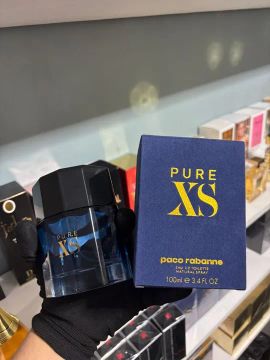 PURE
XS
PURE
XS
paco rabanne
EAU DE TOILETTE
NATURAL SPRAY
100ml ℮ 3.4 FL OZ